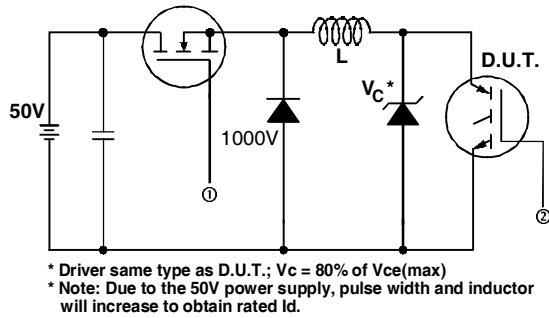 L
D.U.T.
V_C *
50V
1000V
①
②
* Driver same type as D.U.T.; Vc = 80% of Vce(max)
* Note: Due to the 50V power supply, pulse width and inductor
will increase to obtain rated Id.